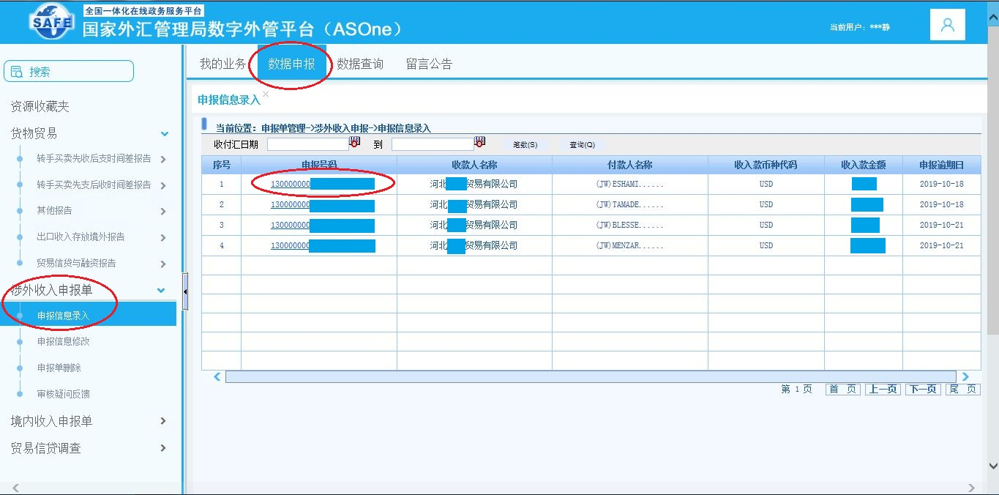 全国一体化在线政务服务平台
SAFE
国家外汇管理局数字外管平台（ASOne）
当前用户：***静
我的业务 数据申报 数据查询 留言公告
搜索
资源收藏夹
货物贸易
转手买卖先收后支时间差报告
转手买卖先支后收时间差报告
其他报告
出口收入存放境外报告
贸易信贷与融资报告
涉外收入申报单
申报信息录入
申报信息修改
申报单删除
审核疑问反馈
境内收入申报单
贸易信贷调查
申报信息录入
当前位置：申报单管理->涉外收入申报->申报信息录入
收付汇日期 到 笔数(S) 查询(Q)
序号 申报号码 收款人名称 付款人名称 收入款币种代码 收入款金额 申报逾期日
1 130000000 河北 贸易有限公司 (JW)ESHAMI...... USD 2019-10-18
2 130000000 河北 贸易有限公司 (JW)TAMADE...... USD 2019-10-18
3 130000000 河北 贸易有限公司 (JW)BLESSE...... USD 2019-10-21
4 130000000 河北 贸易有限公司 (JW)MENZAR...... USD 2019-10-21
第 1 页 首 页 上一页 下一页 尾 页